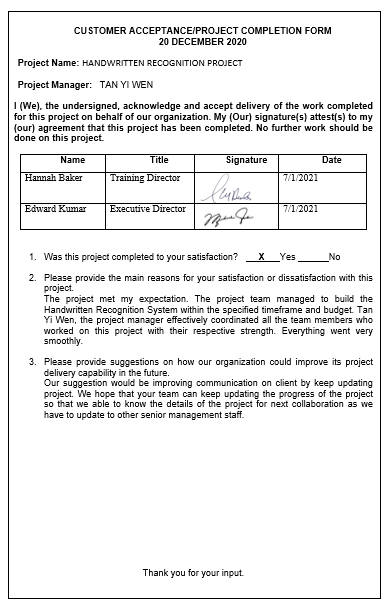 CUSTOMER ACCEPTANCE/PROJECT COMPLETION FORM
20 DECEMBER 2020
Project Name: HANDWRITTEN RECOGNITION PROJECT
Project Manager: TAN YI WEN
I (We), the undersigned, acknowledge and accept delivery of the work completed
for this project on behalf of our organization. My (Our) signature(s) attest(s) to my
(our) agreement that this project has been completed. No further work should be
done on this project.
Name Title Signature Date
Hannah Baker Training Director 7/1/2021
Edward Kumar Executive Director 7/1/2021
1. Was this project completed to your satisfaction? __X__Yes ______No
2. Please provide the main reasons for your satisfaction or dissatisfaction with this
project.
The project met my expectation. The project team managed to build the
Handwritten Recognition System within the specified timeframe and budget. Tan
Yi Wen, the project manager effectively coordinated all the team members who
worked on this project with their respective strength. Everything went very
smoothly.
3. Please provide suggestions on how our organization could improve its project
delivery capability in the future.
Our suggestion would be improving communication on client by keep updating
project. We hope that your team can keep updating the progress of the project
so that we able to know the details of the project for next collaboration as we
have to update to other senior management staff.
Thank you for your input.